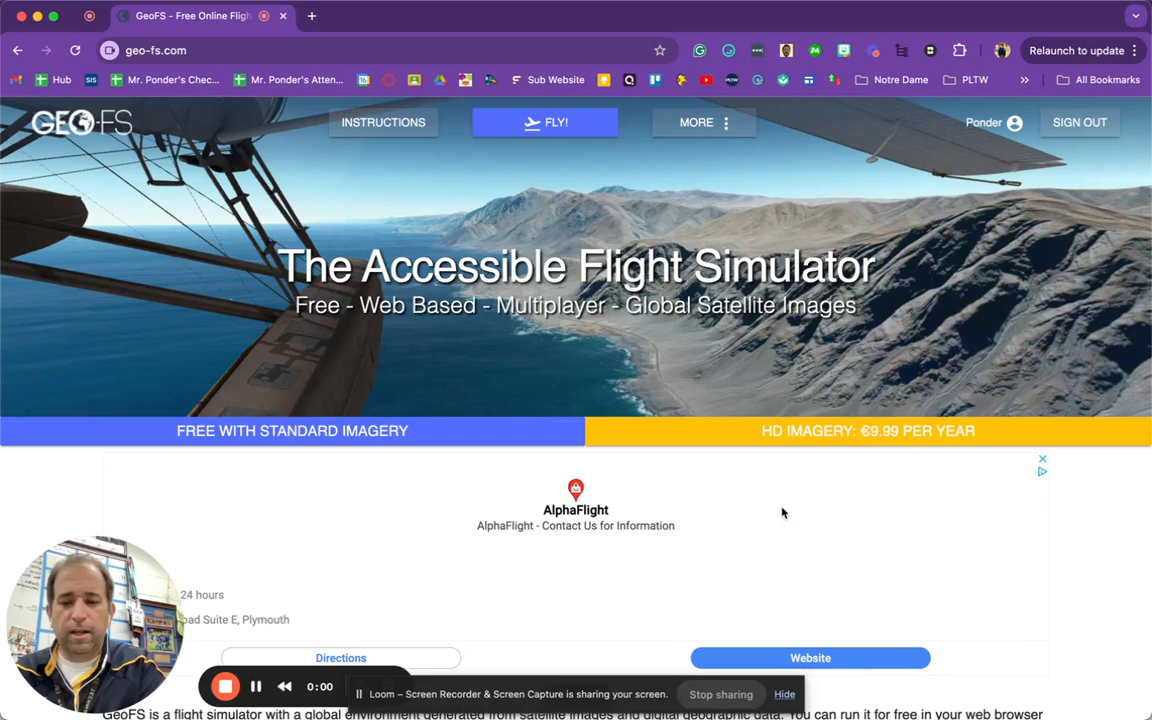 GeoFS - Free Online Fligh
geo-fs.com
Relaunch to update
Hub
SIS
Mr. Ponder's Chec...
Mr. Ponder's Atten...
Sub Website
Notre Dame
PLTW
All Bookmarks
GEO-FS
INSTRUCTIONS
FLY!
MORE
Ponder
SIGN OUT
The Accessible Flight Simulator
Free - Web Based - Multiplayer - Global Satellite Images
FREE WITH STANDARD IMAGERY
HD IMAGERY: €9.99 PER YEAR
AlphaFlight
AlphaFlight - Contact Us for Information
24 hours
oad Suite E, Plymouth
Directions
Website
0:00
Loom – Screen Recorder & Screen Capture is sharing your screen.
Stop sharing
Hide
GeoFS is a flight simulator with a global environment generated from satellite images and digital geographic data. You can run it for free in your web browser